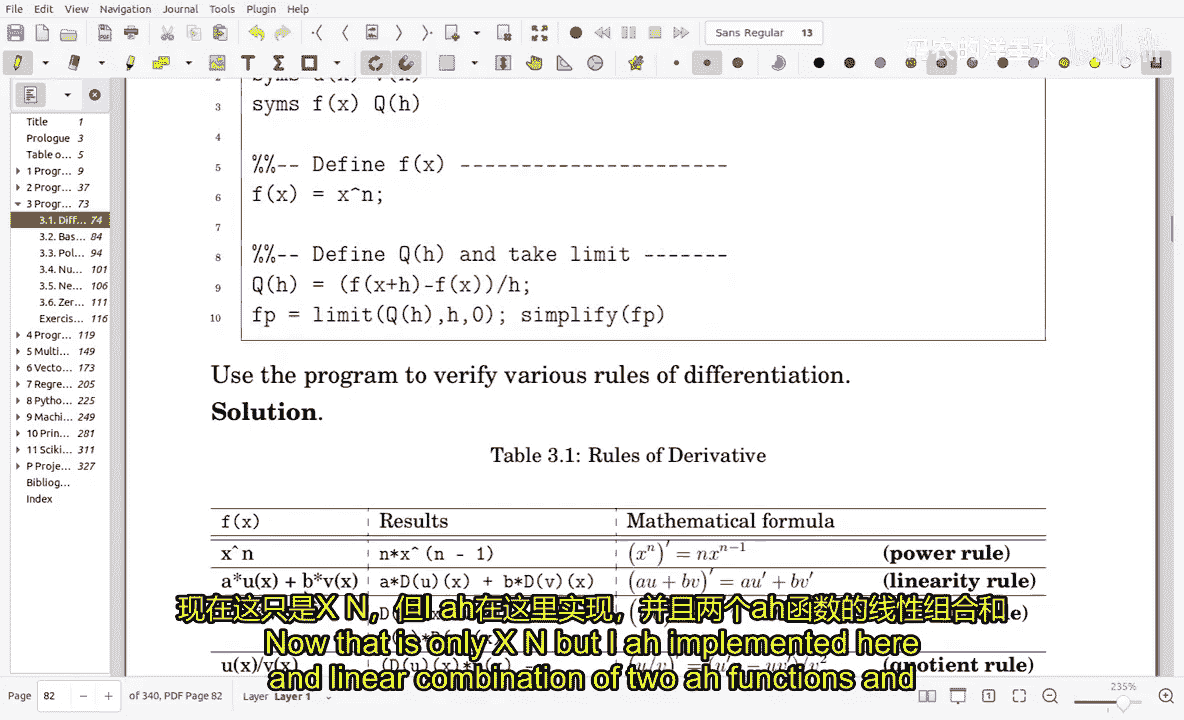 File Edit View Navigation Journal Tools Plugin Help
Sans Regular 13
Title 1
Prologue 3
Table o... 5
1 Progr... 9
2 Progr... 37
3 Progr... 73
3.1. Diff... 74
3.2. Bas... 84
3.3. Pol... 94
3.4. Nu... 101
3.5. Ne... 106
3.6. Zer... 111
Exercis... 116
4 Progr... 119
5 Multi... 149
6 Vecto... 173
7 Regre... 205
8 Pytho... 225
9 Machi... 249
10 Prin... 281
11 Sciki... 311
P Proje... 327
Bibliog...
Index
3 syms f(x) Q(h)
4
5 %%-- Define f(x) ----------------------
6 f(x) = x^n;
7
8 %%-- Define Q(h) and take limit -------
9 Q(h) = (f(x+h)-f(x))/h;
10 fp = limit(Q(h),h,0); simplify(fp)
Use the program to verify various rules of differentiation.
Solution.
Table 3.1: Rules of Derivative
f(x) Results Mathematical formula
x^n n*x^(n - 1) (xⁿ)′ = nxⁿ⁻¹ (power rule)
a*u(x) + b*v(x) a*D(u)(x) + b*D(v)(x) (au + bv)′ = au′ + bv′ (linearity rule)
u(x)/v(x) (quotient rule)
现在这只是X N，但I ah在这里实现，并且两个ah函数的线性组合和
Now that is only X N but I ah implemented here
and linear combination of two ah functions and
Page 82 of 340, PDF Page 82 Layer Layer 1 235%